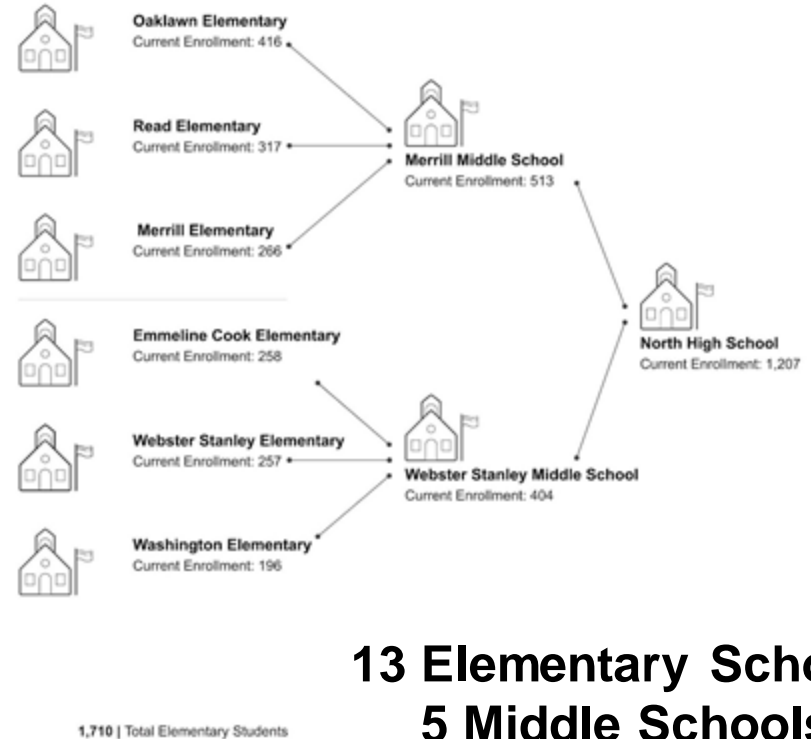 Oaklawn Elementary
Current Enrollment: 416
Read Elementary
Current Enrollment: 317
Merrill Elementary
Current Enrollment: 266
Merrill Middle School
Current Enrollment: 513
Emmeline Cook Elementary
Current Enrollment: 258
Webster Stanley Elementary
Current Enrollment: 257
Washington Elementary
Current Enrollment: 196
Webster Stanley Middle School
Current Enrollment: 404
North High School
Current Enrollment: 1,207
13 Elementary Scho
5 Middle Schools
1,710 | Total Elementary Students